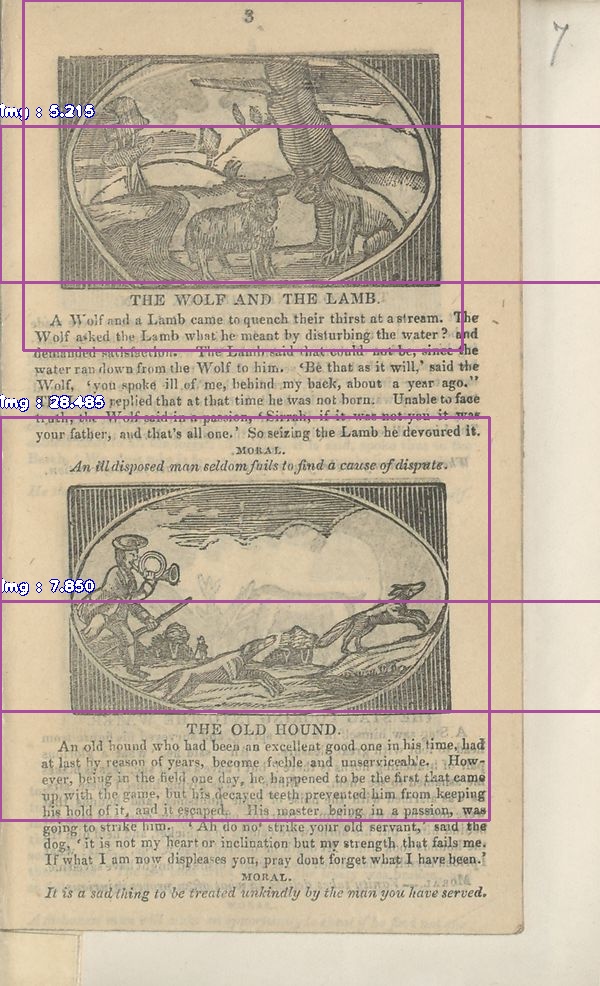 3
7
Img : 5.215
THE WOLF AND THE LAMB.
A Wolf and a Lamb came to quench their thirst at a stream. The
Wolf asked the Lamb what he meant by disturbing the water? and
demanded satisfaction. The Lamb said that could not be, since the
water ran down from the Wolf to him. 'Be that as it will,' said the
Wolf, 'you spoke ill of me, behind my back, about a year ago."
replied that at that time he was not born. Unable to face
Img : 28.485
truth, the Wolf said in a passion, 'Sirrah, if it was not you it was
your father, and that's all one.' So seizing the Lamb he devoured it.
MORAL.
An ill disposed man seldom fails to find a cause of dispute.
Img : 7.850
THE OLD HOUND.
An old hound who had been an excellent good one in his time, had
at last by reason of years, become feeble and unserviceable. How-
ever, being in the field one day, he happened to be the first that came
up with the game, but his decayed teeth prevented him from keeping
his hold of it, and it escaped. His master being in a passion, was
going to strike him. 'Ah do not strike your old servant,' said the
dog, 'it is not my heart or inclination but my strength that fails me.
If what I am now displeases you, pray dont forget what I have been.'
MORAL.
It is a sad thing to be treated unkindly by the man you have served.